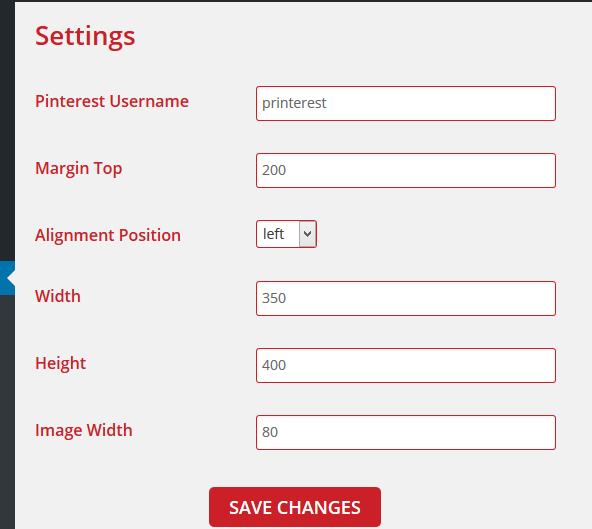 Settings
Pinterest Username printerest
Margin Top 200
Alignment Position left
Width 350
Height 400
Image Width 80
SAVE CHANGES